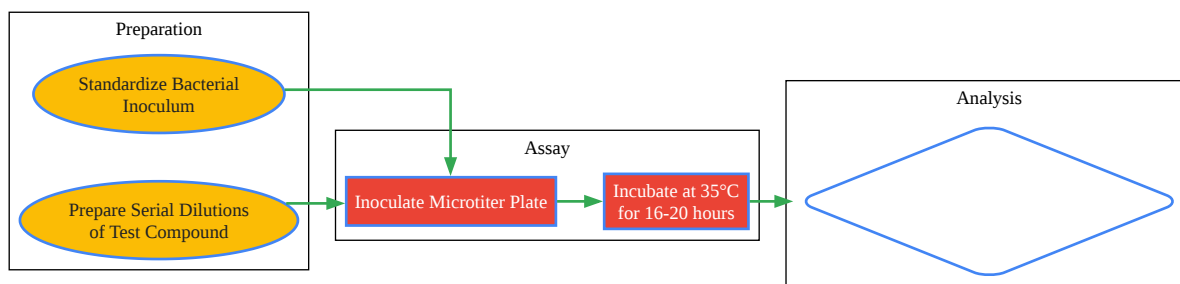 Preparation
Standardize Bacterial
Inoculum
Prepare Serial Dilutions
of Test Compound
Assay
Inoculate Microtiter Plate
Incubate at 35°C
for 16-20 hours
Analysis